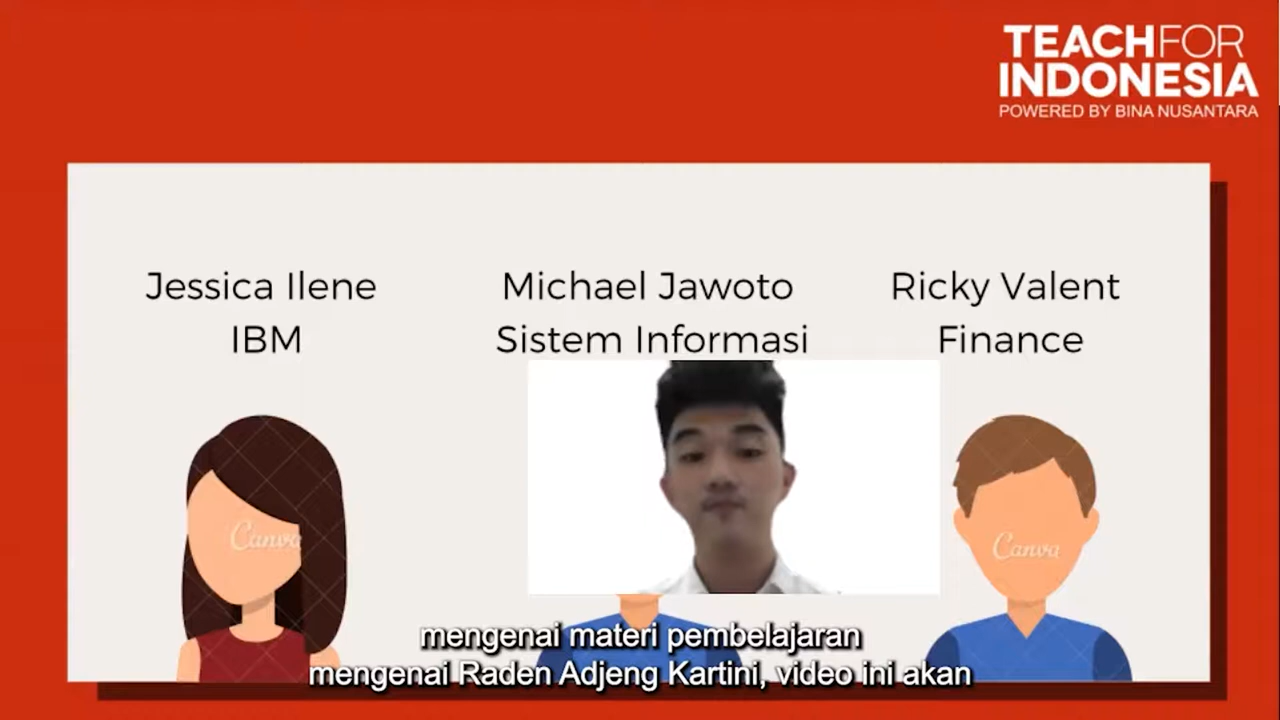 TEACHFOR
INDONESIA
POWERED BY BINA NUSANTARA
Jessica Ilene
IBM
Michael Jawoto
Sistem Informasi
Ricky Valent
Finance
Canva
Canva
mengenai materi pembelajaran
mengenai Raden Adjeng Kartini, video ini akan